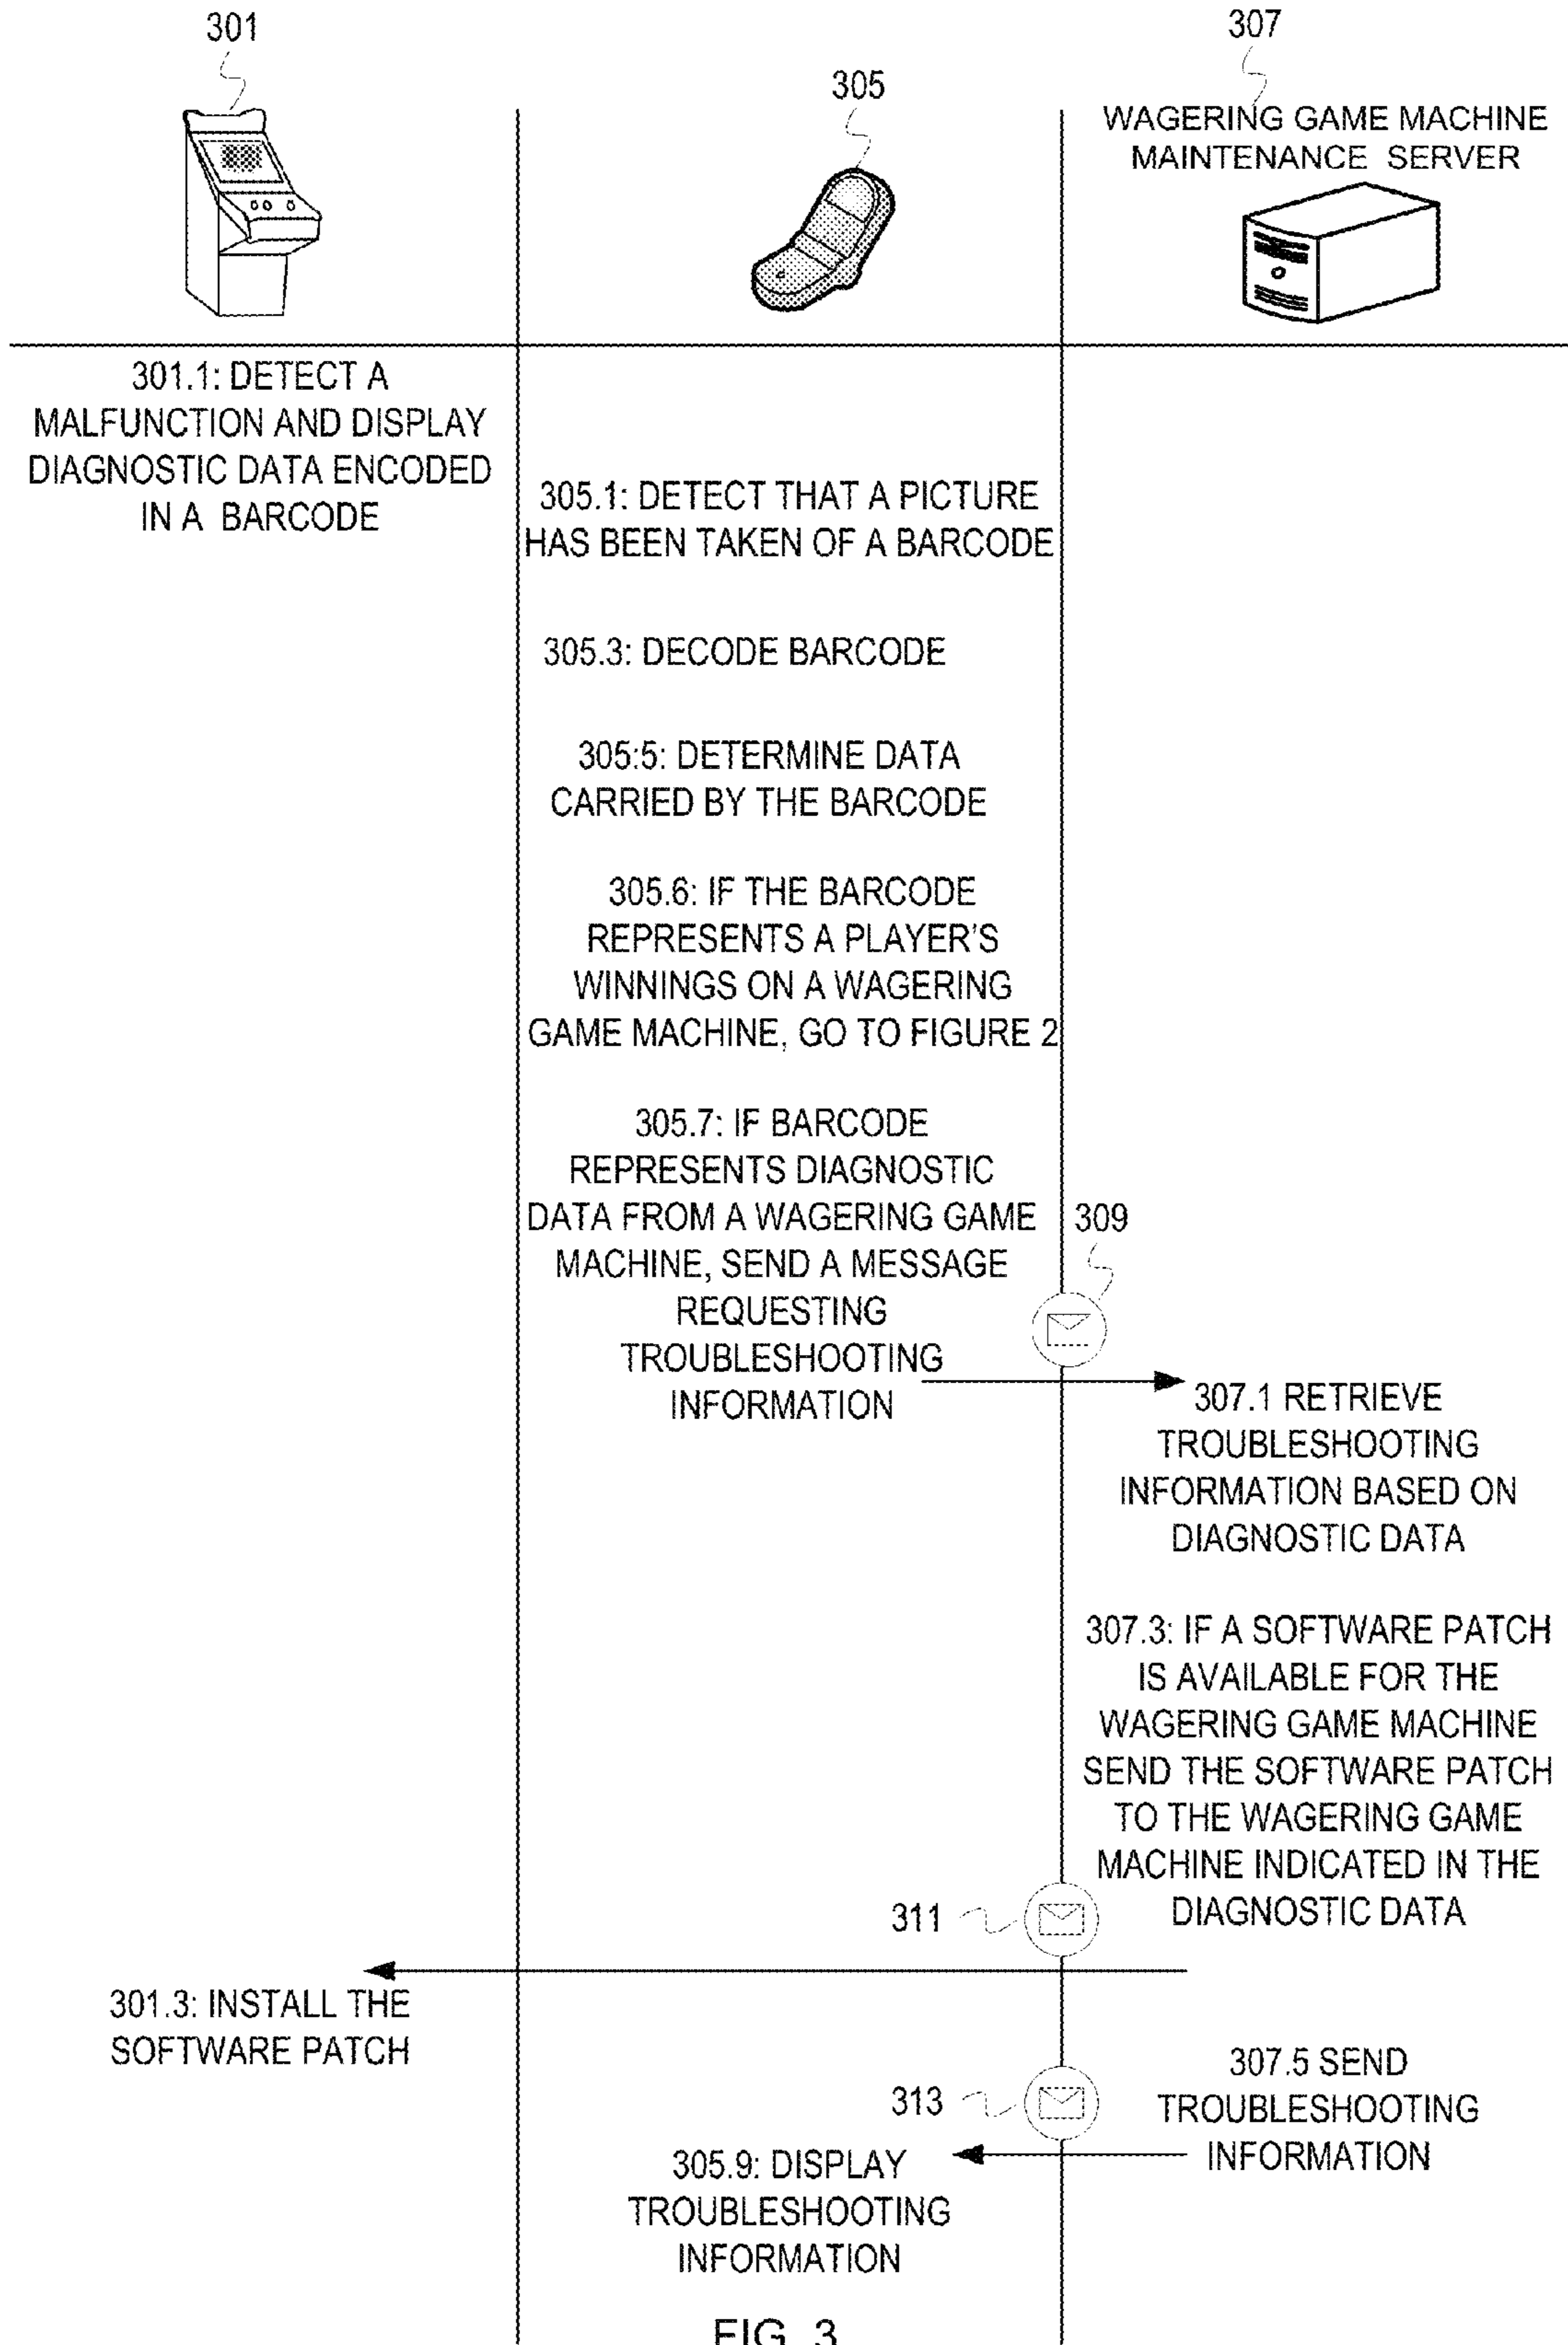 301
305
307
WAGERING GAME MACHINE
MAINTENANCE SERVER
301.1: DETECT A
MALFUNCTION AND DISPLAY
DIAGNOSTIC DATA ENCODED
IN A BARCODE
305.1: DETECT THAT A PICTURE
HAS BEEN TAKEN OF A BARCODE
305.3: DECODE BARCODE
305:5: DETERMINE DATA
CARRIED BY THE BARCODE
305.6: IF THE BARCODE
REPRESENTS A PLAYER'S
WINNINGS ON A WAGERING
GAME MACHINE, GO TO FIGURE 2
305.7: IF BARCODE
REPRESENTS DIAGNOSTIC
DATA FROM A WAGERING GAME
MACHINE, SEND A MESSAGE
REQUESTING
TROUBLESHOOTING
INFORMATION
309
307.1 RETRIEVE
TROUBLESHOOTING
INFORMATION BASED ON
DIAGNOSTIC DATA
307.3: IF A SOFTWARE PATCH
IS AVAILABLE FOR THE
WAGERING GAME MACHINE
SEND THE SOFTWARE PATCH
TO THE WAGERING GAME
MACHINE INDICATED IN THE
DIAGNOSTIC DATA
311
301.3: INSTALL THE
SOFTWARE PATCH
307.5 SEND
TROUBLESHOOTING
INFORMATION
313
305.9: DISPLAY
TROUBLESHOOTING
INFORMATION
FIG. 3